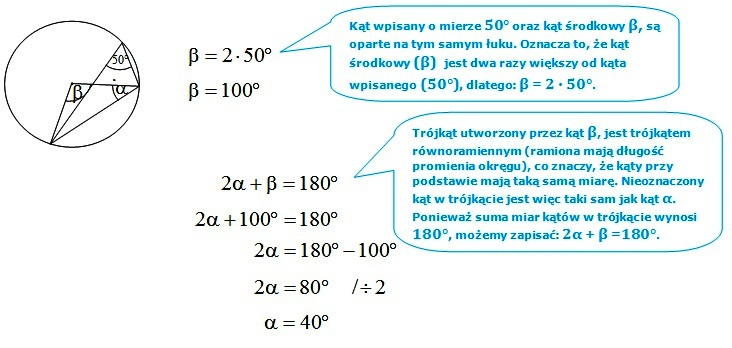 50°
β
α
β = 2 · 50°
β = 100°
Kąt wpisany o mierze 50° oraz kąt środkowy β, są
oparte na tym samym łuku. Oznacza to, że kąt
środkowy (β) jest dwa razy większy od kąta
wpisanego (50°), dlatego: β = 2 · 50°.
Trójkąt utworzony przez kąt β, jest trójkątem
równoramiennym (ramiona mają długość
promienia okręgu), co znaczy, że kąty przy
podstawie mają taką samą miarę. Nieoznaczony
kąt w trójkącie jest więc taki sam jak kąt α.
Ponieważ suma miar kątów w trójkącie wynosi
180°, możemy zapisać: 2α + β =180°.
2α + β = 180°
2α + 100° = 180°
2α = 180° − 100°
2α = 80° /÷ 2
α = 40°